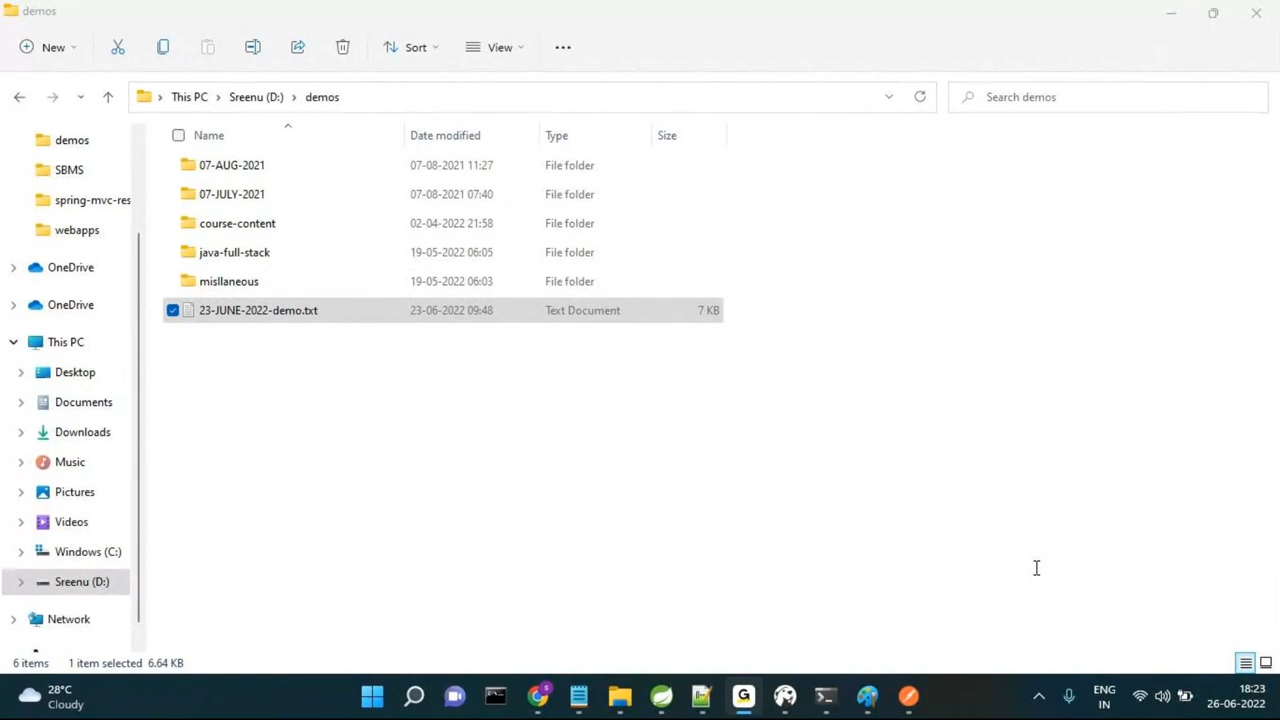 demos
New
Sort
View
This PC
Sreenu (D:)
demos
Search demos
demos
SBMS
spring-mvc-res
webapps
OneDrive
OneDrive
This PC
Desktop
Documents
Downloads
Music
Pictures
Videos
Windows (C:)
Sreenu (D:)
Network
Name Date modified Type Size
07-AUG-2021 07-08-2021 11:27 File folder
07-JULY-2021 07-08-2021 07:40 File folder
course-content 02-04-2022 21:58 File folder
java-full-stack 19-05-2022 06:05 File folder
misllaneous 19-05-2022 06:03 File folder
23-JUNE-2022-demo.txt 23-06-2022 09:48 Text Document 7 KB
6 items 1 item selected 6.64 KB
28°C
Cloudy
S
G
ENG
IN
18:23
26-06-2022